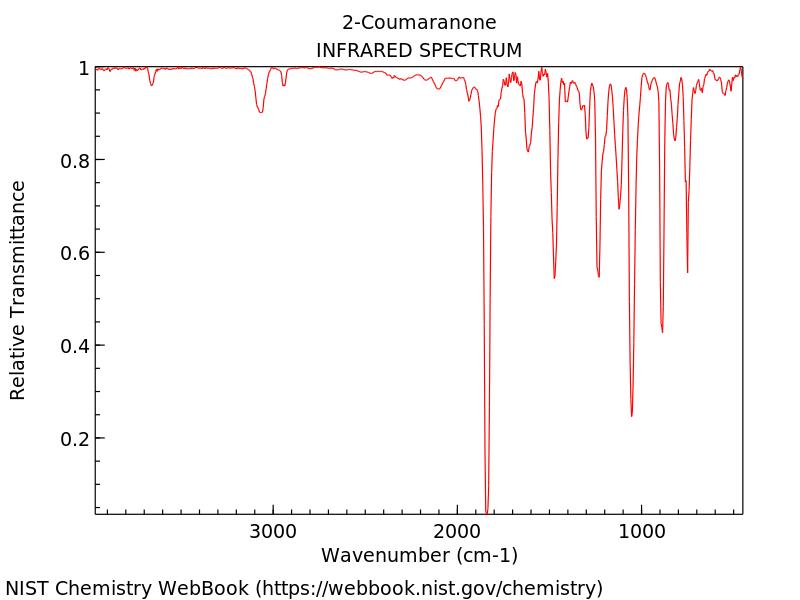 2-Coumaranone
INFRARED SPECTRUM
1
0.8
0.6
0.4
0.2
Relative Transmittance
3000 2000 1000
Wavenumber (cm-1)
NIST Chemistry WebBook (https://webbook.nist.gov/chemistry)